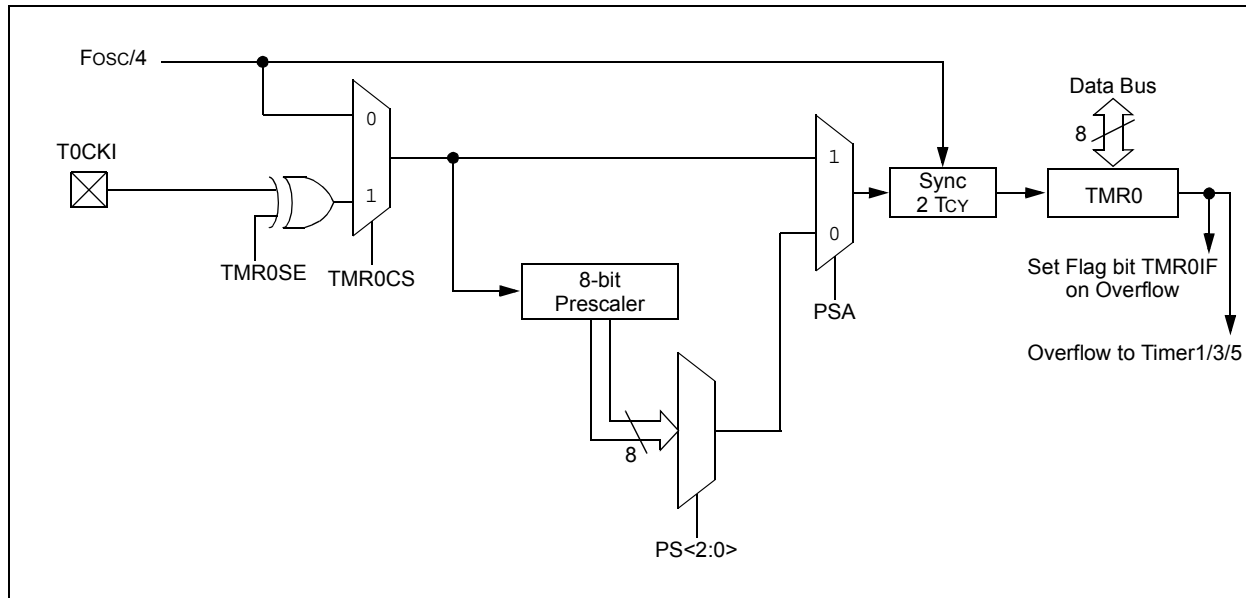 FOSC/4
Data Bus
8
T0CKI
0
1
TMR0SE
TMR0CS
8-bit
Prescaler
8
PS<2:0>
1
0
PSA
Sync
2 TCY
TMR0
Set Flag bit TMR0IF
on Overflow
Overflow to Timer1/3/5